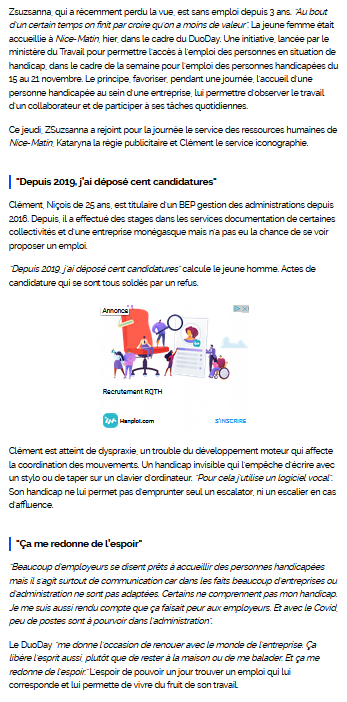 Zsuzsanna, qui a récemment perdu la vue, est sans emploi depuis 3 ans. "Au bout
d'un certain temps on finit par croire qu'on a moins de valeur". La jeune femme était
accueillie à Nice-Matin, hier, dans le cadre du DuoDay. Une initiative, lancée par le
ministère du Travail pour permettre l'accès à l'emploi des personnes en situation de
handicap, dans le cadre de la semaine pour l'emploi des personnes handicapées du
15 au 21 novembre. Le principe, favoriser, pendant une journée, l'accueil d'une
personne handicapée au sein d'une entreprise, lui permettre d'observer le travail
d'un collaborateur et de participer à ses tâches quotidiennes.
Ce jeudi, ZSuzsanna a rejoint pour la journée le service des ressources humaines de
Nice-Matin, Kataryna la régie publicitaire et Clément le service iconographie.
"Depuis 2019, j'ai déposé cent candidatures"
Clément, Niçois de 25 ans, est titulaire d'un BEP gestion des administrations depuis
2016. Depuis, il a effectué des stages dans les services documentation de certaines
collectivités et d'une entreprise monégasque mais n'a pas eu la chance de se voir
proposer un emploi.
"Depuis 2019, j'ai déposé cent candidatures" calcule le jeune homme. Actes de
candidature qui se sont tous soldés par un refus.
Annonce
Recrutement RQTH
Hanploi.com
S'INSCRIRE
Clément est atteint de dyspraxie, un trouble du développement moteur qui affecte
la coordination des mouvements. Un handicap invisible qui l'empêche d'écrire avec
un stylo ou de taper sur un clavier d'ordinateur. "Pour cela j'utilise un logiciel vocal".
Son handicap ne lui permet pas d'emprunter seul un escalator, ni un escalier en cas
d'affluence.
"Ça me redonne de l'espoir"
"Beaucoup d'employeurs se disent prêts à accueillir des personnes handicapées
mais il s'agit surtout de communication car dans les faits beaucoup d'entreprises ou
d'administration ne sont pas adaptées. Certains ne comprennent pas mon handicap.
Je me suis aussi rendu compte que ça faisait peur aux employeurs. Et avec le Covid,
peu de postes sont à pourvoir dans l'administration".
Le DuoDay "me donne l'occasion de renouer avec le monde de l'entreprise. Ça
libère l'esprit aussi, plutôt que de rester à la maison ou de me balader. Et ça me
redonne de l'espoir." L'espoir de pouvoir un jour trouver un emploi qui lui
corresponde et lui permette de vivre du fruit de son travail.